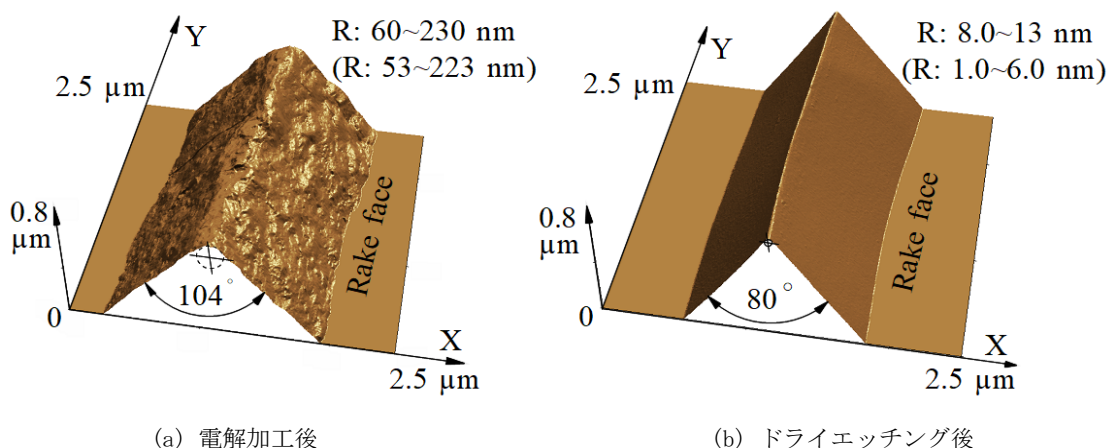 Y
R: 60~230 nm
(R: 53~223 nm)
2.5 μm
0.8
μm
Rake face
104°
0
X
2.5 μm
(a) 電解加工後
Y
R: 8.0~13 nm
(R: 1.0~6.0 nm)
2.5 μm
0.8
μm
Rake face
80°
0
X
2.5 μm
(b) ドライエッチング後